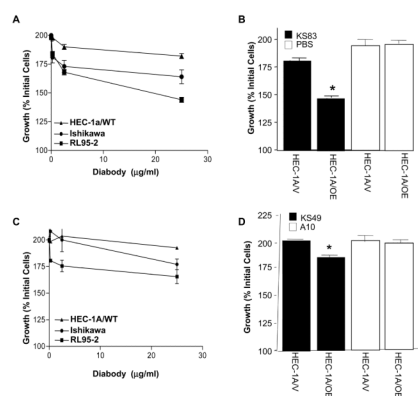 A
Growth (% Initial Cells)
200
175
150
125
100
HEC-1a/WT
Ishikawa
RL95-2
0 10 20 30
Diabody (µg/ml)
B
KS83
PBS
Growth (% Initial Cells)
200
175
150
125
100
*
HEC-1A/V
HEC-1A/OE
HEC-1A/V
HEC-1A/OE
C
Growth (% Initial Cells)
200
175
150
125
100
HEC-1A/WT
Ishikawa
RL95-2
0 10 20 30
Diabody (µg/ml)
D
KS49
A10
Growth (% Initial Cells)
225
200
175
150
125
100
*
HEC-1A/V
HEC-1A/OE
HEC-1A/V
HEC-1A/OE